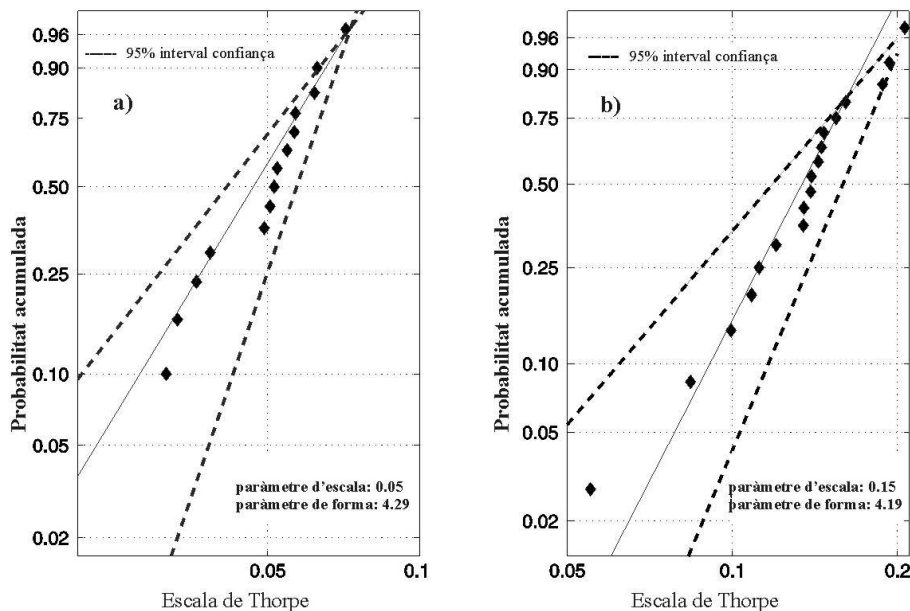 0.96
0.90
0.75
0.50
0.25
0.10
0.05
0.02
Probabilitat acumulada
95% interval confiança
a)
paràmetre d'escala: 0.05
paràmetre de forma: 4.29
0.05
0.1
Escala de Thorpe
0.96
0.90
0.75
0.50
0.25
0.10
0.05
0.02
Probabilitat acumulada
95% interval confiança
b)
paràmetre d'escala: 0.15
paràmetre de forma: 4.19
0.05
0.1
0.2
Escala de Thorpe